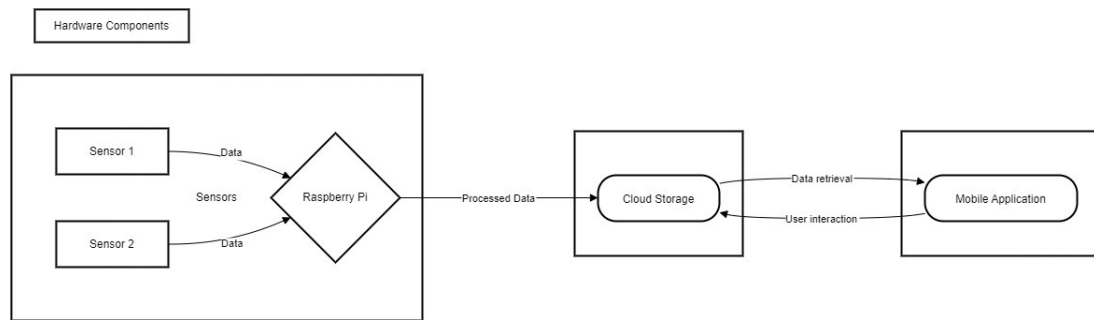 Hardware Components
Sensor 1
Data
Sensors
Raspberry Pi
Sensor 2
Data
Processed Data
Cloud Storage
Data retrieval
User interaction
Mobile Application